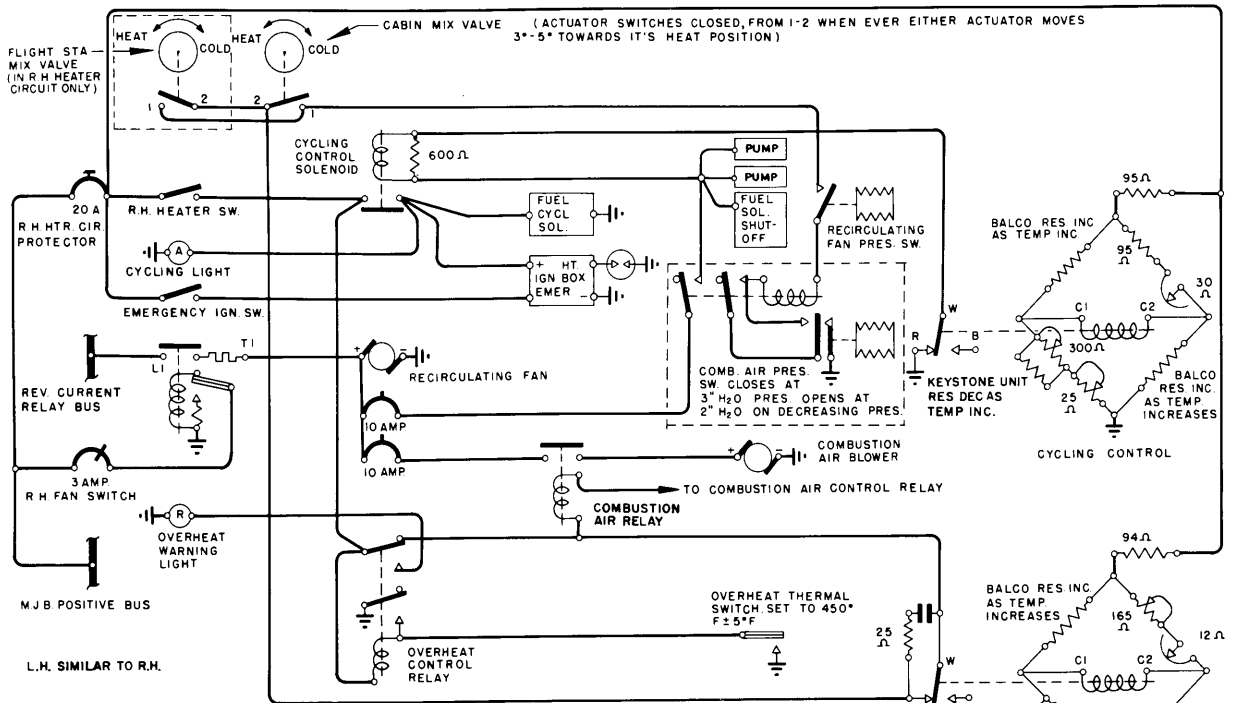 HEAT
COLD
HEAT
COLD
CABIN MIX VALVE (ACTUATOR SWITCHES CLOSED, FROM 1-2 WHEN EVER EITHER ACTUATOR MOVES
3°-5° TOWARDS IT'S HEAT POSITION)
FLIGHT STA
MIX VALVE
(IN R.H HEATER
CIRCUIT ONLY)
1
2
2
1
CYCLING
CONTROL
SOLENOID
600 Ω
PUMP
PUMP
FUEL
SOL.
SHUT-
OFF
RECIRCULATING
FAN PRES. SW.
20 A
R.H. HTR. CIR.
PROTECTOR
R.H. HEATER SW.
FUEL
CYCL
SOL.
A
CYCLING LIGHT
+ HT.
IGN BOX
EMER –
EMERGENCY IGN. SW.
95Ω
BALCO RES. INC
AS TEMP INC.
95
Ω
30
Ω
C1
C2
W
R
B
300Ω
25
Ω
KEYSTONE UNIT
RES DEC AS
TEMP INC.
BALCO
RES. INC.
AS TEMP.
INCREASES
CYCLING CONTROL
COMB. AIR PRES.
SW. CLOSES AT
3" H2O PRES. OPENS AT
2" H2O ON DECREASING PRES.
REV. CURRENT
RELAY BUS
L1
T1
+
–
RECIRCULATING FAN
10 AMP.
10 AMP.
3 AMP.
R H FAN SWITCH
+
–
COMBUSTION
AIR BLOWER
TO COMBUSTION AIR CONTROL RELAY
COMBUSTION
AIR RELAY
R
OVERHEAT
WARNING
LIGHT
M.J.B. POSITIVE BUS
L.H. SIMILAR TO R.H.
OVERHEAT
CONTROL
RELAY
OVERHEAT THERMAL
SWITCH. SET TO 450°
F ± 5°F
25
Ω
W
94Ω
BALCO RES. INC.
AS TEMP.
INCREASES
165
Ω
12Ω
C1
C2